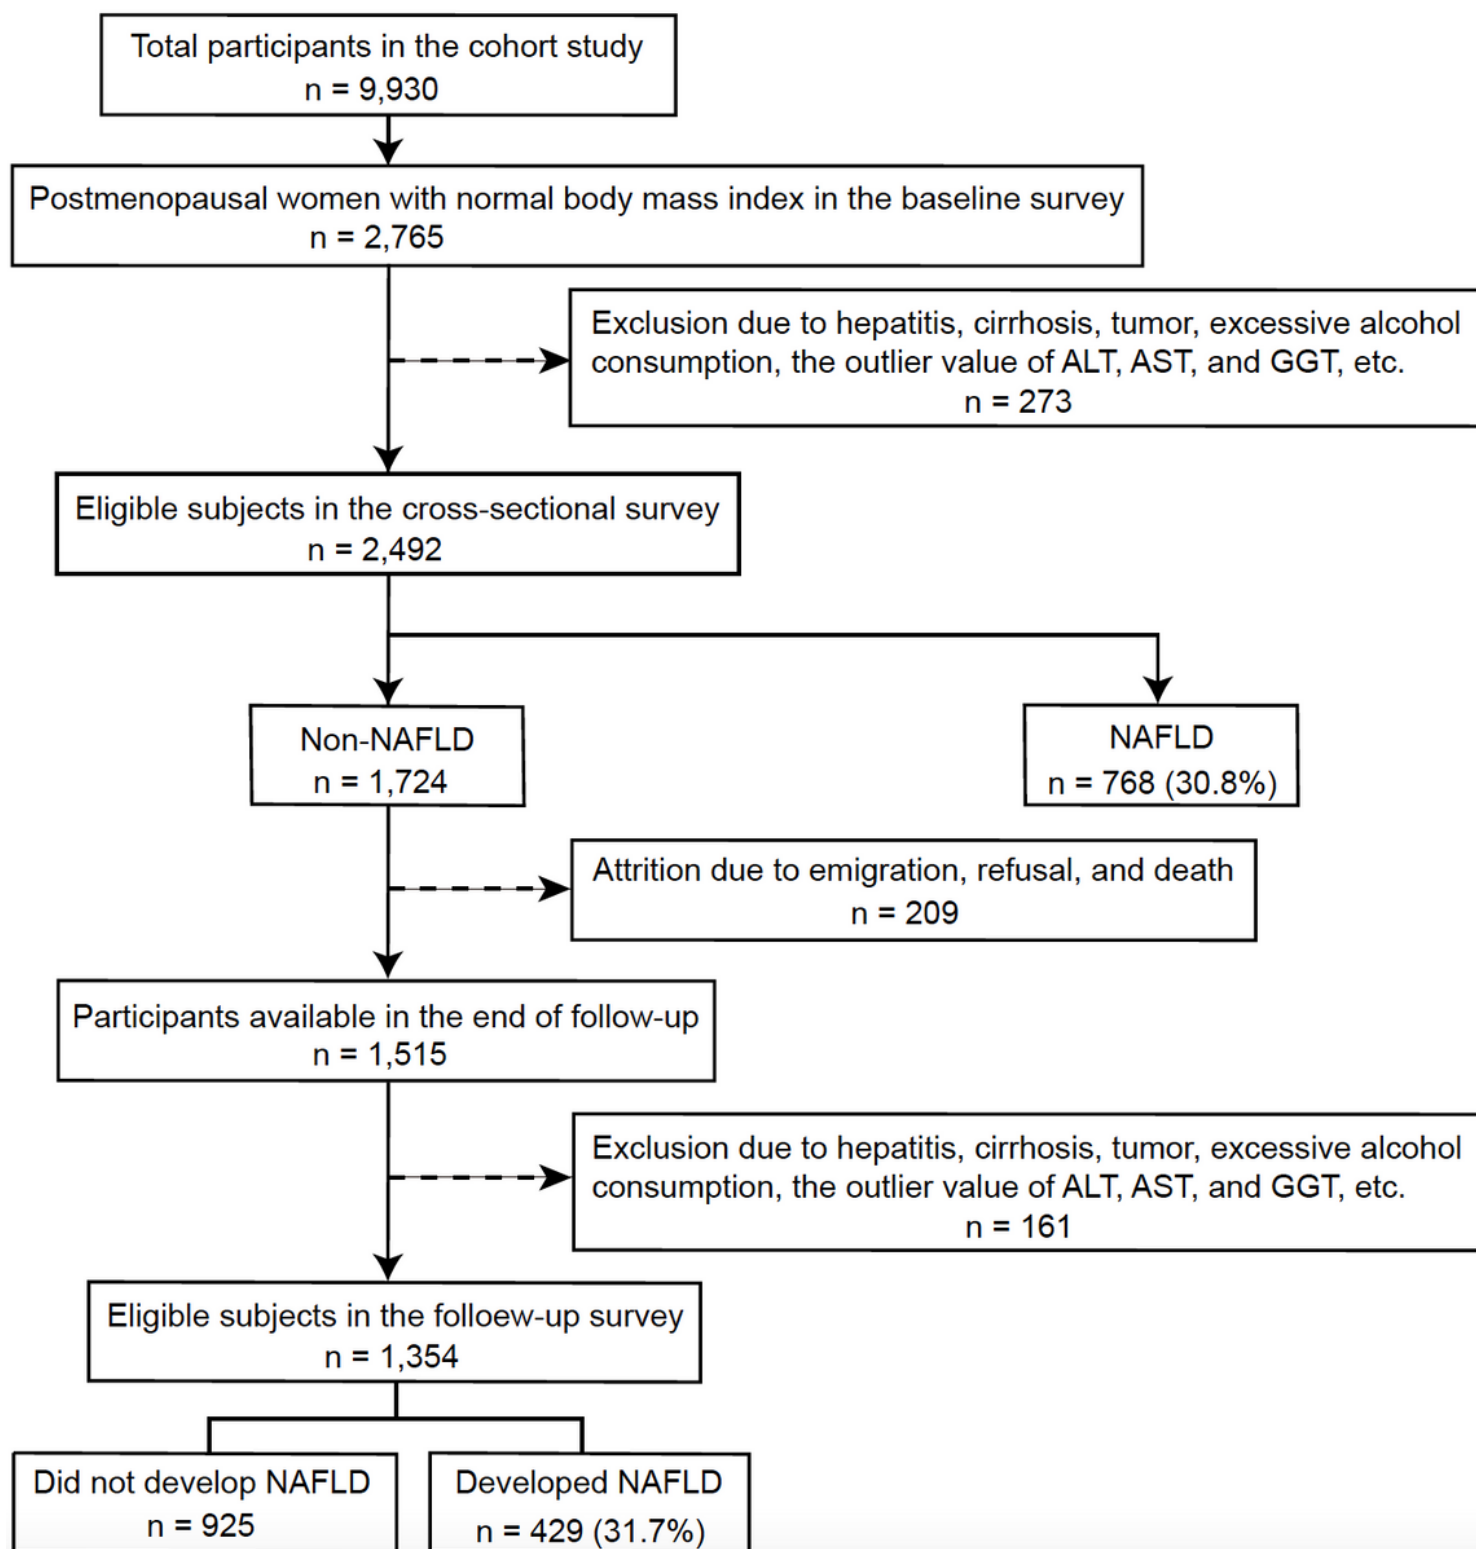 Total participants in the cohort study
n = 9,930
Postmenopausal women with normal body mass index in the baseline survey
n = 2,765
Exclusion due to hepatitis, cirrhosis, tumor, excessive alcohol
consumption, the outlier value of ALT, AST, and GGT, etc.
n = 273
Eligible subjects in the cross-sectional survey
n = 2,492
Non-NAFLD
n = 1,724
NAFLD
n = 768 (30.8%)
Attrition due to emigration, refusal, and death
n = 209
Participants available in the end of follow-up
n = 1,515
Exclusion due to hepatitis, cirrhosis, tumor, excessive alcohol
consumption, the outlier value of ALT, AST, and GGT, etc.
n = 161
Eligible subjects in the folloew-up survey
n = 1,354
Did not develop NAFLD
n = 925
Developed NAFLD
n = 429 (31.7%)